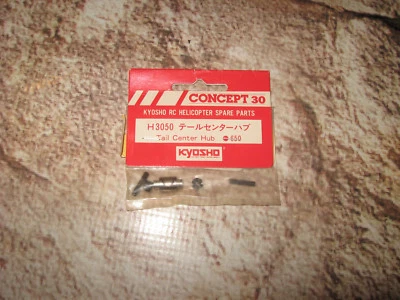 CONCEPT 30
KYOSHO RC HELICOPTER SPARE PARTS
H3050 テールセンターハブ
Tail Center Hub 650
KYOSHO